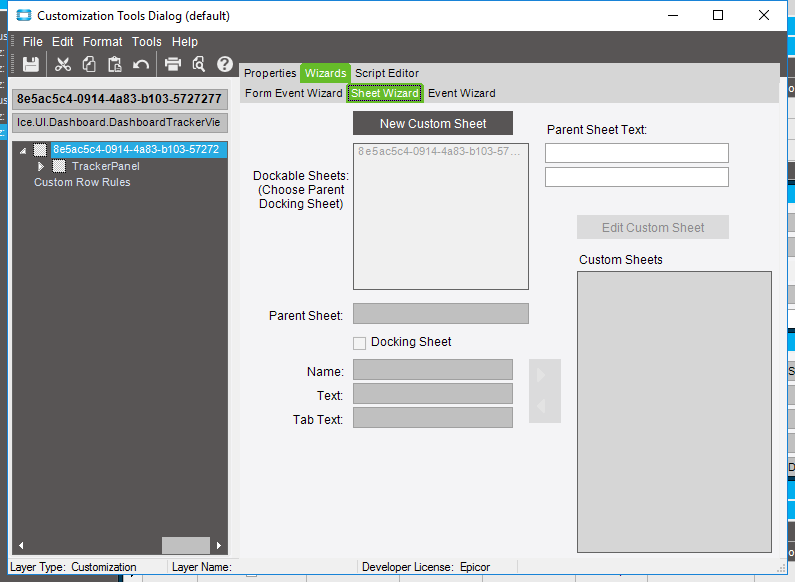 Customization Tools Dialog (default)
File Edit Format Tools Help
Properties Wizards Script Editor
Form Event Wizard Sheet Wizard Event Wizard
8e5ac5c4-0914-4a83-b103-5727277
Ice.UI.Dashboard.DashboardTrackerVie
8e5ac5c4-0914-4a83-b103-57272
TrackerPanel
Custom Row Rules
New Custom Sheet
Dockable Sheets:
(Choose Parent
Docking Sheet)
8e5ac5c4-0914-4a83-b103-57...
Parent Sheet Text:
Edit Custom Sheet
Custom Sheets
Parent Sheet:
Docking Sheet
Name:
Text:
Tab Text:
Layer Type: Customization Layer Name: Developer License: Epicor